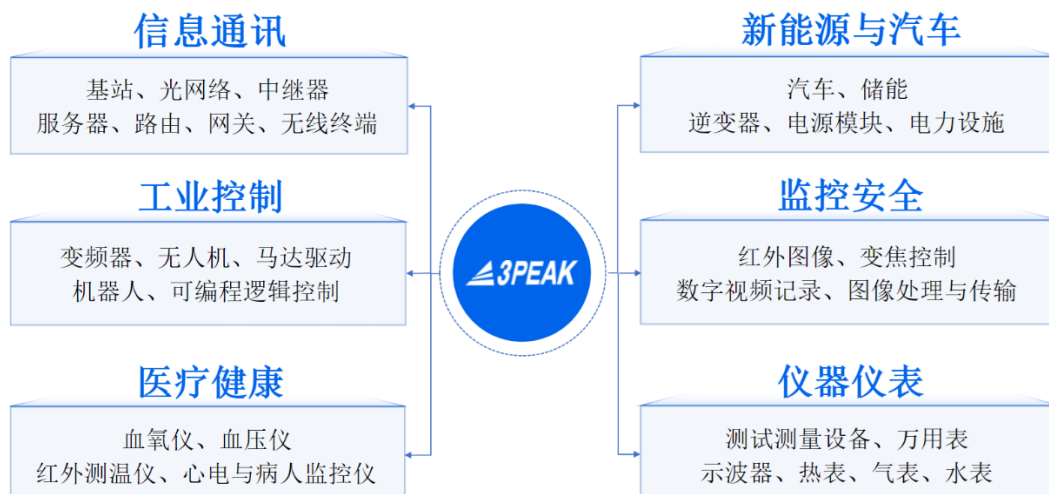 信息通讯
基站、光网络、中继器
服务器、路由、网关、无线终端
工业控制
变频器、无人机、马达驱动
机器人、可编程逻辑控制
医疗健康
血氧仪、血压仪
红外测温仪、心电与病人监控仪
3PEAK
新能源与汽车
汽车、储能
逆变器、电源模块、电力设施
监控安全
红外图像、变焦控制
数字视频记录、图像处理与传输
仪器仪表
测试测量设备、万用表
示波器、热表、气表、水表